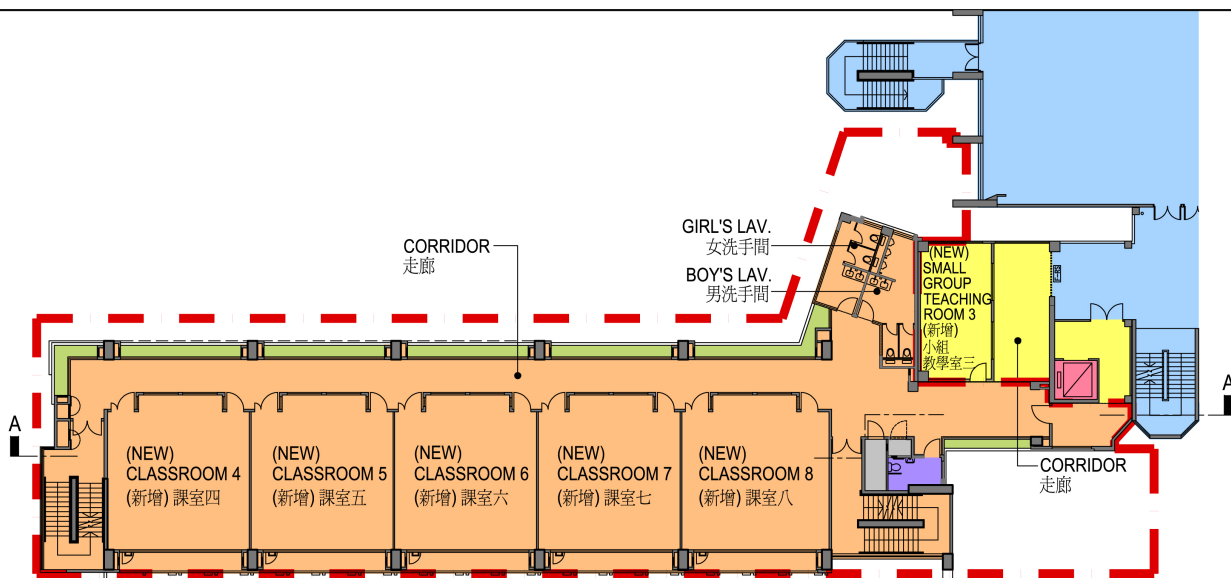 GIRL'S LAV.
女洗手間
BOY'S LAV.
男洗手間
CORRIDOR
走廊
(NEW)
SMALL
GROUP
TEACHING
ROOM 3
(新增)
小組
教學室三
A
A
(NEW)
CLASSROOM 4
(新增) 課室四
(NEW)
CLASSROOM 5
(新增) 課室五
(NEW)
CLASSROOM 6
(新增) 課室六
(NEW)
CLASSROOM 7
(新增) 課室七
(NEW)
CLASSROOM 8
(新增) 課室八
CORRIDOR
走廊